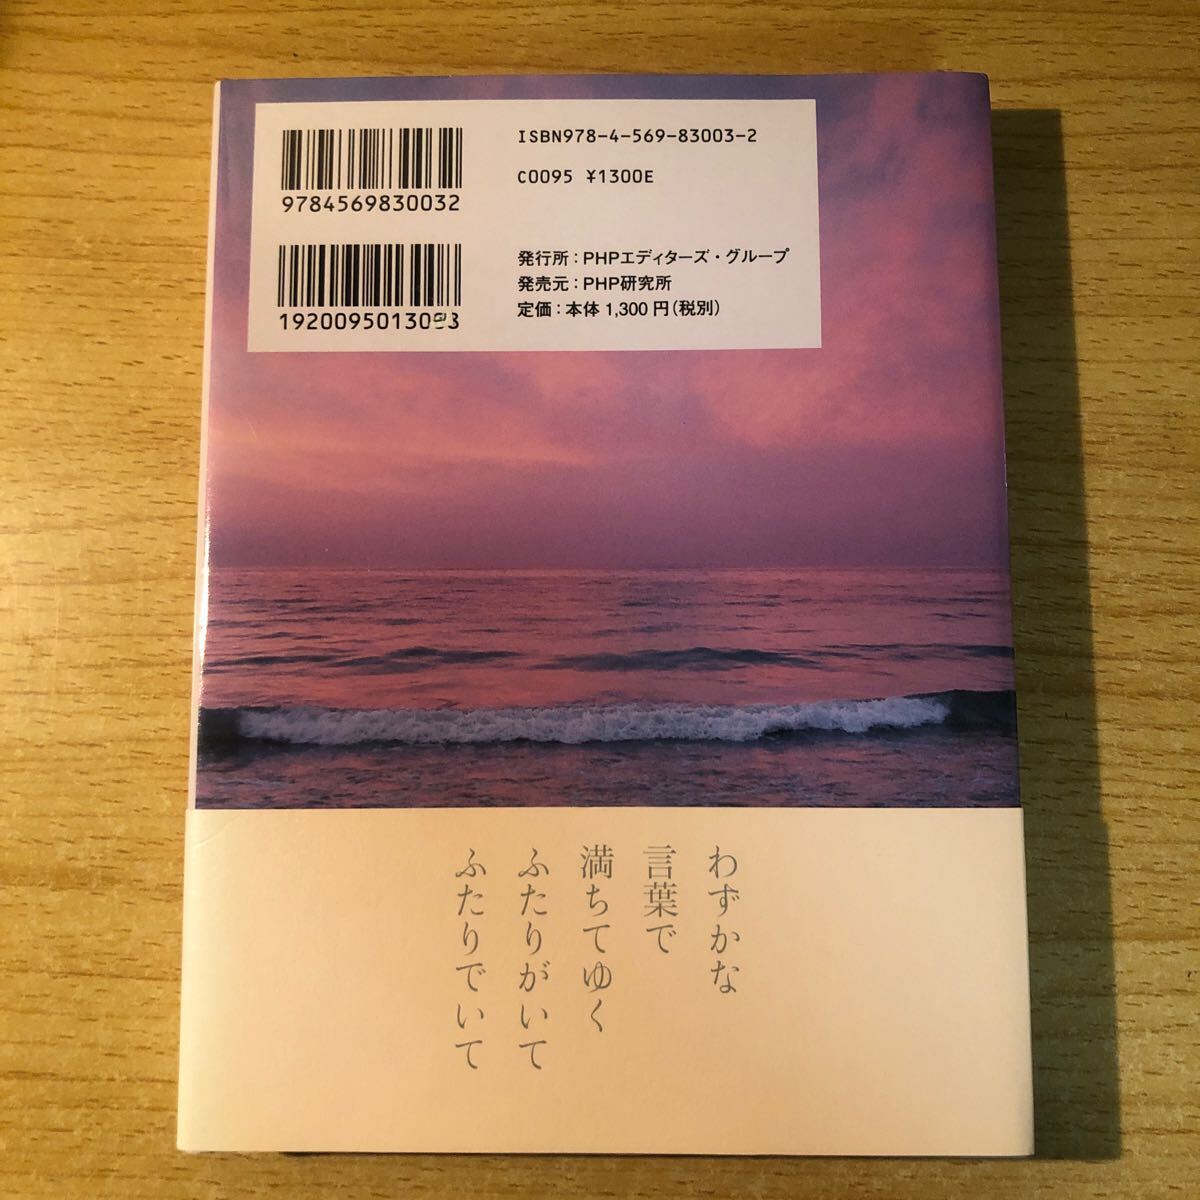 ISBN978-4-569-83003-2
C0095 ¥1300E
9784569830032
発行所：PHPエディターズ・グループ
発売元：PHP研究所
定価：本体1,300円（税別）
わずかな
言葉で
満ちてゆく
ふたりがいて
ふたりでいて